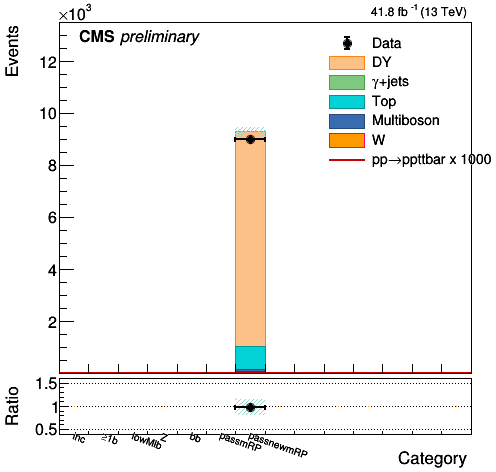 ×10³
41.8 fb⁻¹ (13 TeV)
CMS preliminary
Events
12
10
8
6
4
2
Data
DY
γ+jets
Top
Multiboson
W
pp→ppttbar x 1000
Ratio
1.5
1
0.5
inc
≥1b
lowMlb
Z
bb
passmRP
passnewmRP
Category